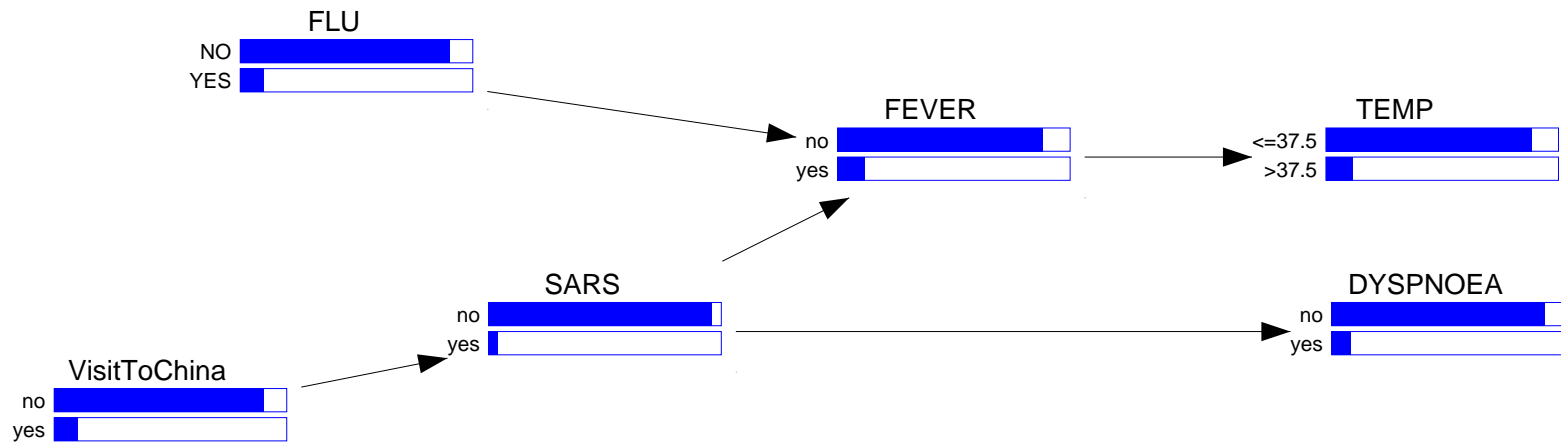 FLU
NO
YES
FEVER
no
yes
TEMP
<=37.5
>37.5
SARS
no
yes
DYSPNOEA
no
yes
VisitToChina
no
yes